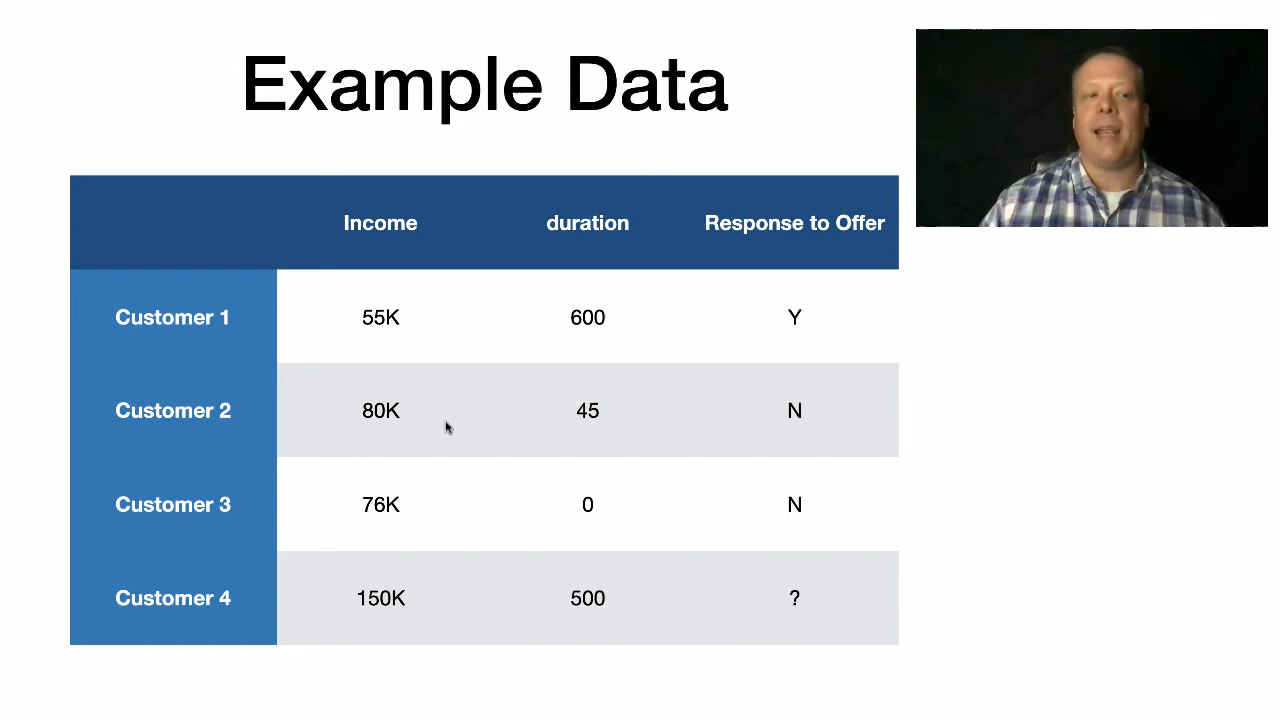 Example Data
Income duration Response to Offer
Customer 1 55K 600 Y
Customer 2 80K 45 N
Customer 3 76K 0 N
Customer 4 150K 500 ?